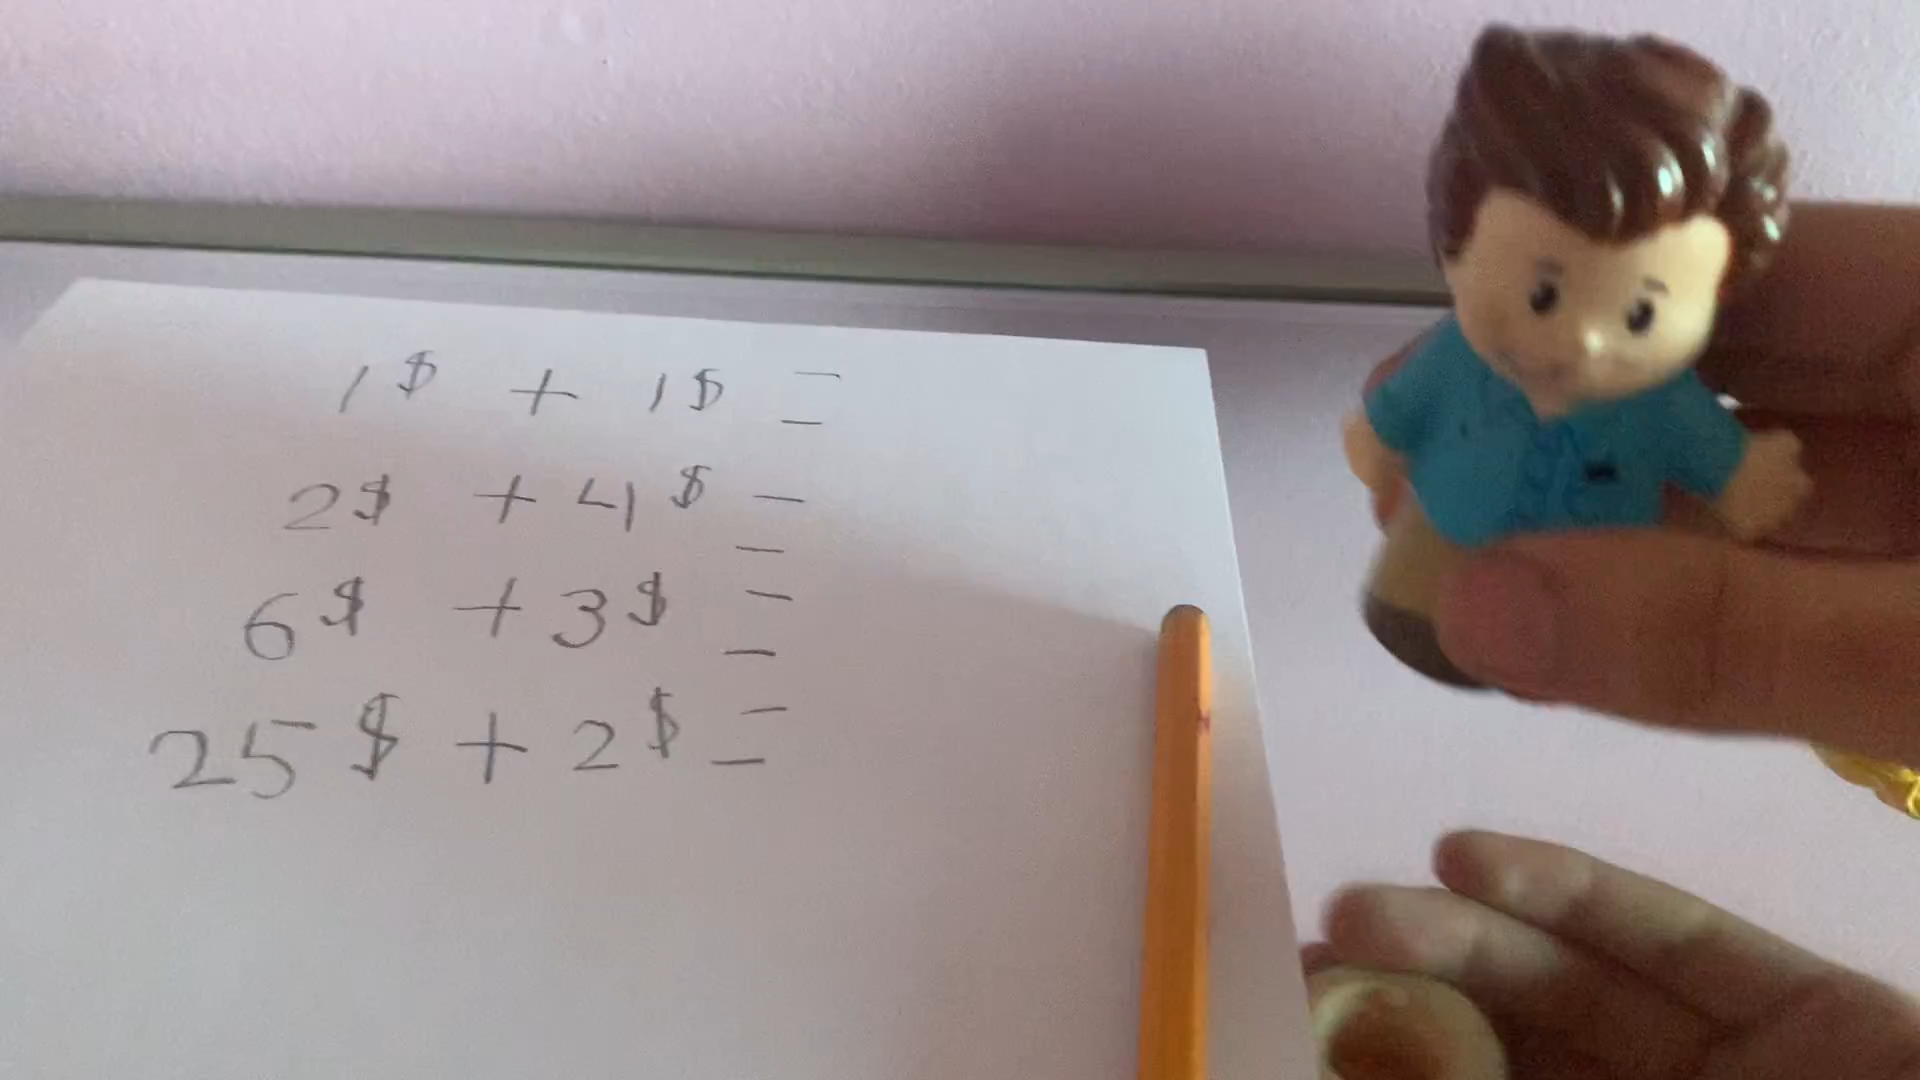 1$ + 1$ =
2$ + 4$ =
6$ + 3$ =
25$ + 2$ =